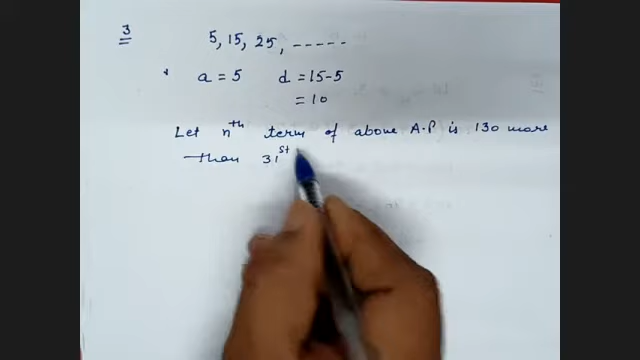 3
5, 15, 25, -----
a = 5 d = 15-5
= 10
Let nth term of above A.P is 130 more
than 31st